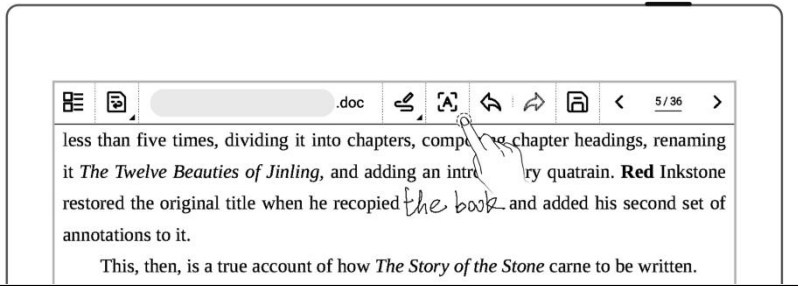 .doc A 5/36
less than five times, dividing it into chapters, chapter headings, renaming
it The Twelve Beauties of Jinling, and adding an quatrain. Red Inkstone
restored the original title when he recopied the book and added his second set of
annotations to it.
This, then, is a true account of how The Story of the Stone carne to be written.